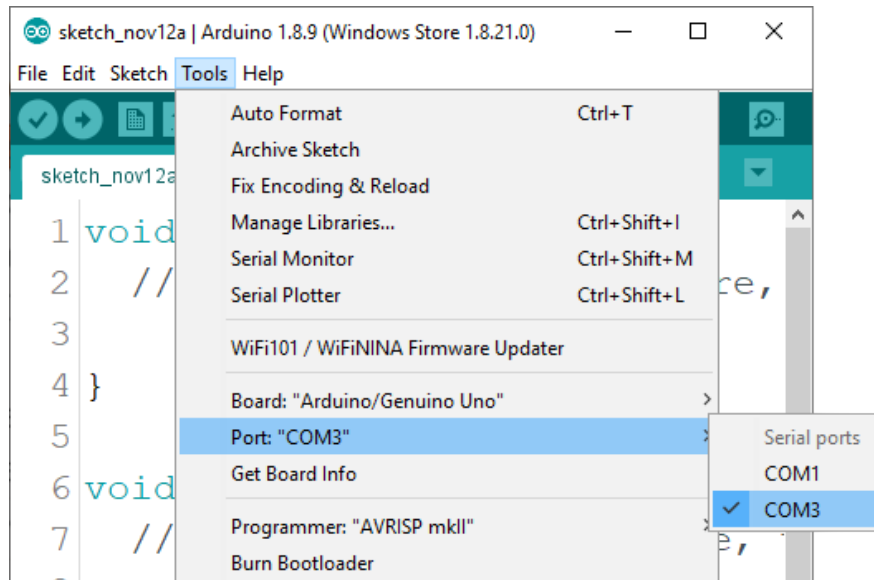 sketch_nov12a | Arduino 1.8.9 (Windows Store 1.8.21.0)
File Edit Sketch Tools Help
sketch_nov12a
Auto Format Ctrl+T
Archive Sketch
Fix Encoding & Reload
Manage Libraries... Ctrl+Shift+I
Serial Monitor Ctrl+Shift+M
Serial Plotter Ctrl+Shift+L
WiFi101 / WiFiNINA Firmware Updater
Board: "Arduino/Genuino Uno"
Port: "COM3"
Get Board Info
Programmer: "AVRISP mkII"
Burn Bootloader
Serial ports
COM1
COM3
1 void
2 // re,
3
4 }
5
6 void
7 // e,